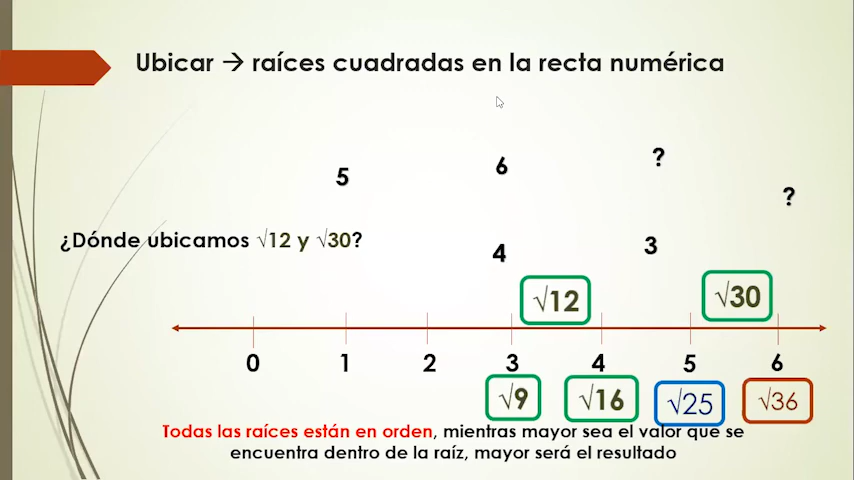 Ubicar → raíces cuadradas en la recta numérica
5 6 ? ?
¿Dónde ubicamos √12 y √30?
4 3
√12 √30
0 1 2 3 4 5 6
√9 √16 √25 √36
Todas las raíces están en orden, mientras mayor sea el valor que se
encuentra dentro de la raíz, mayor será el resultado